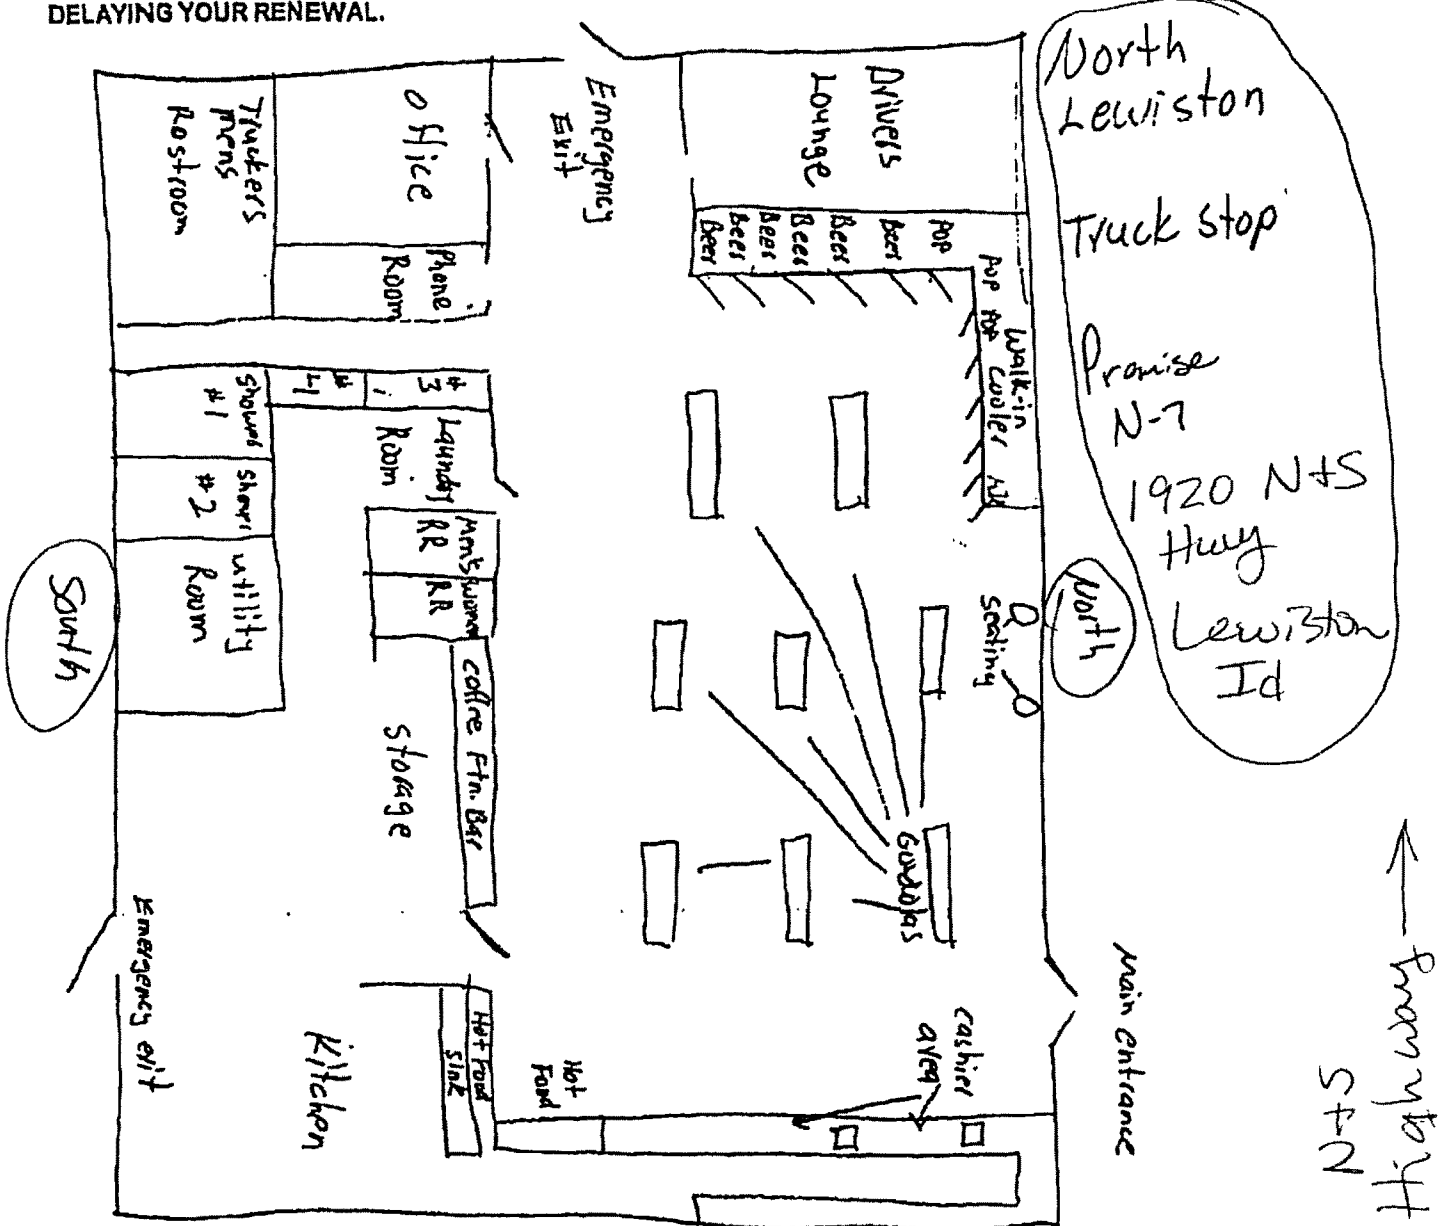 DELAYING YOUR RENEWAL.
North
Lewiston
Truck Stop
Promise
N-7
1920 N+S
Hwy
Lewiston
Id
N+S
Highway
North
South
Main Entrance
Drivers
Lounge
Emergency
Exit
Office
Truckers
mens
Rostroom
Phone
Room
Pop
Beer
Beer
Beer
Beer
Beer
Beer
Pop
Pop
Walk-in
Cooler
seating
#3
#4
Laundry
Room
Shower
#1
Shower
#2
utility
Room
Men's
RR
Women
RR
Coffee Ftn. Bar
Storage
Gondolas
cashier
area
Hot
Food
Hot Food
Sink
Kitchen
Emergency exit